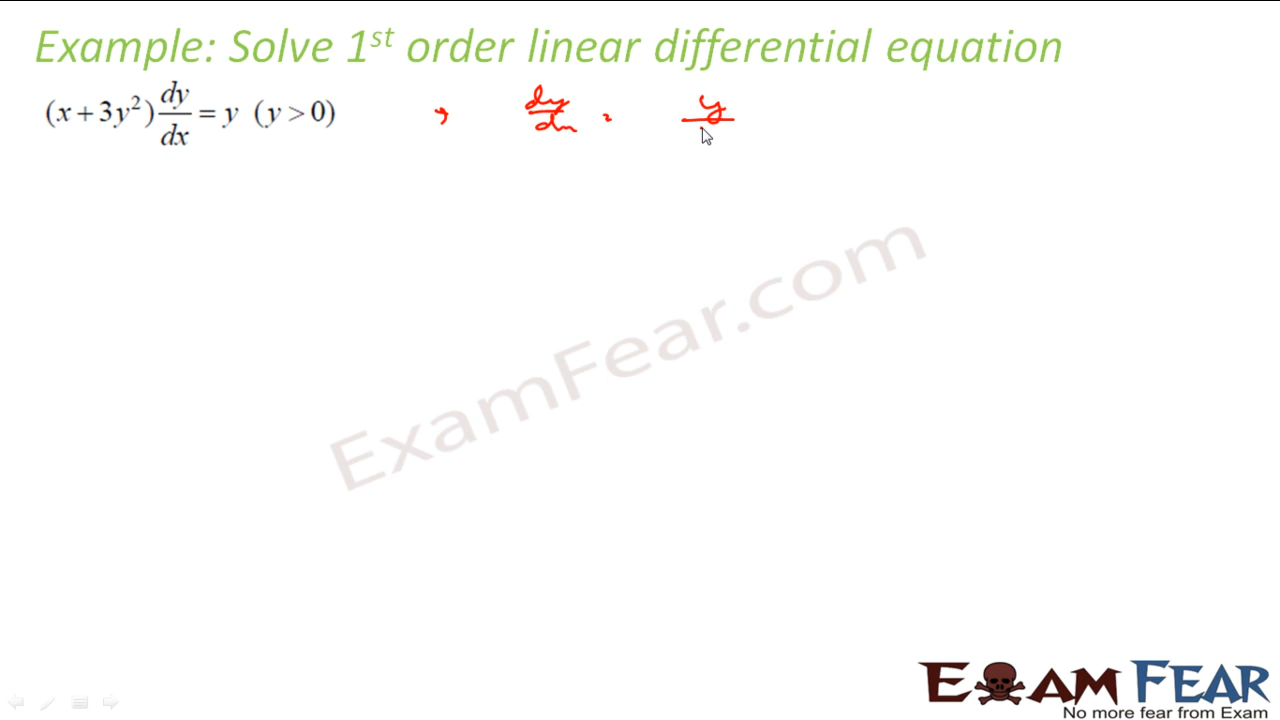 Example: Solve 1st order linear differential equation
(x + 3y²) dy/dx = y (y > 0) , dy/dx = y/
ExamFear.com
EXAM FEAR
No more fear from Exam